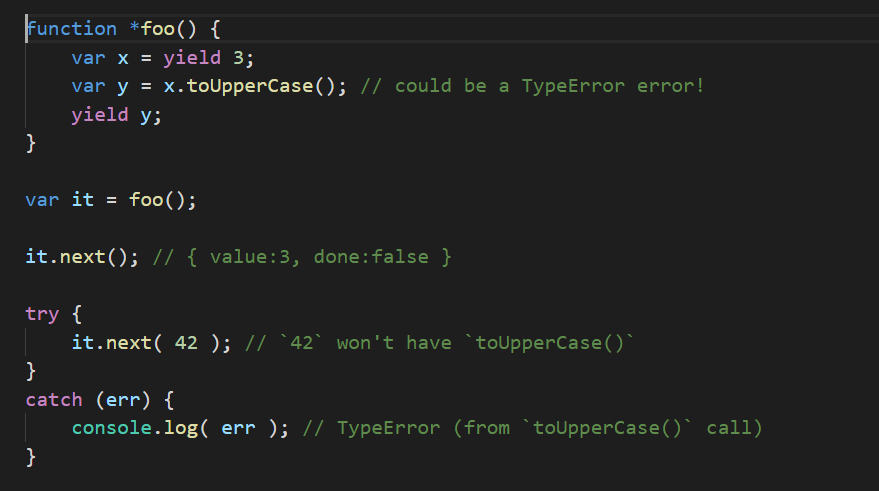 function *foo() {
    var x = yield 3;
    var y = x.toUpperCase(); // could be a TypeError error!
    yield y;
}
var it = foo();
it.next(); // { value:3, done:false }
try {
    it.next( 42 ); // `42` won't have `toUpperCase()`
}
catch (err) {
    console.log( err ); // TypeError (from `toUpperCase()` call)
}